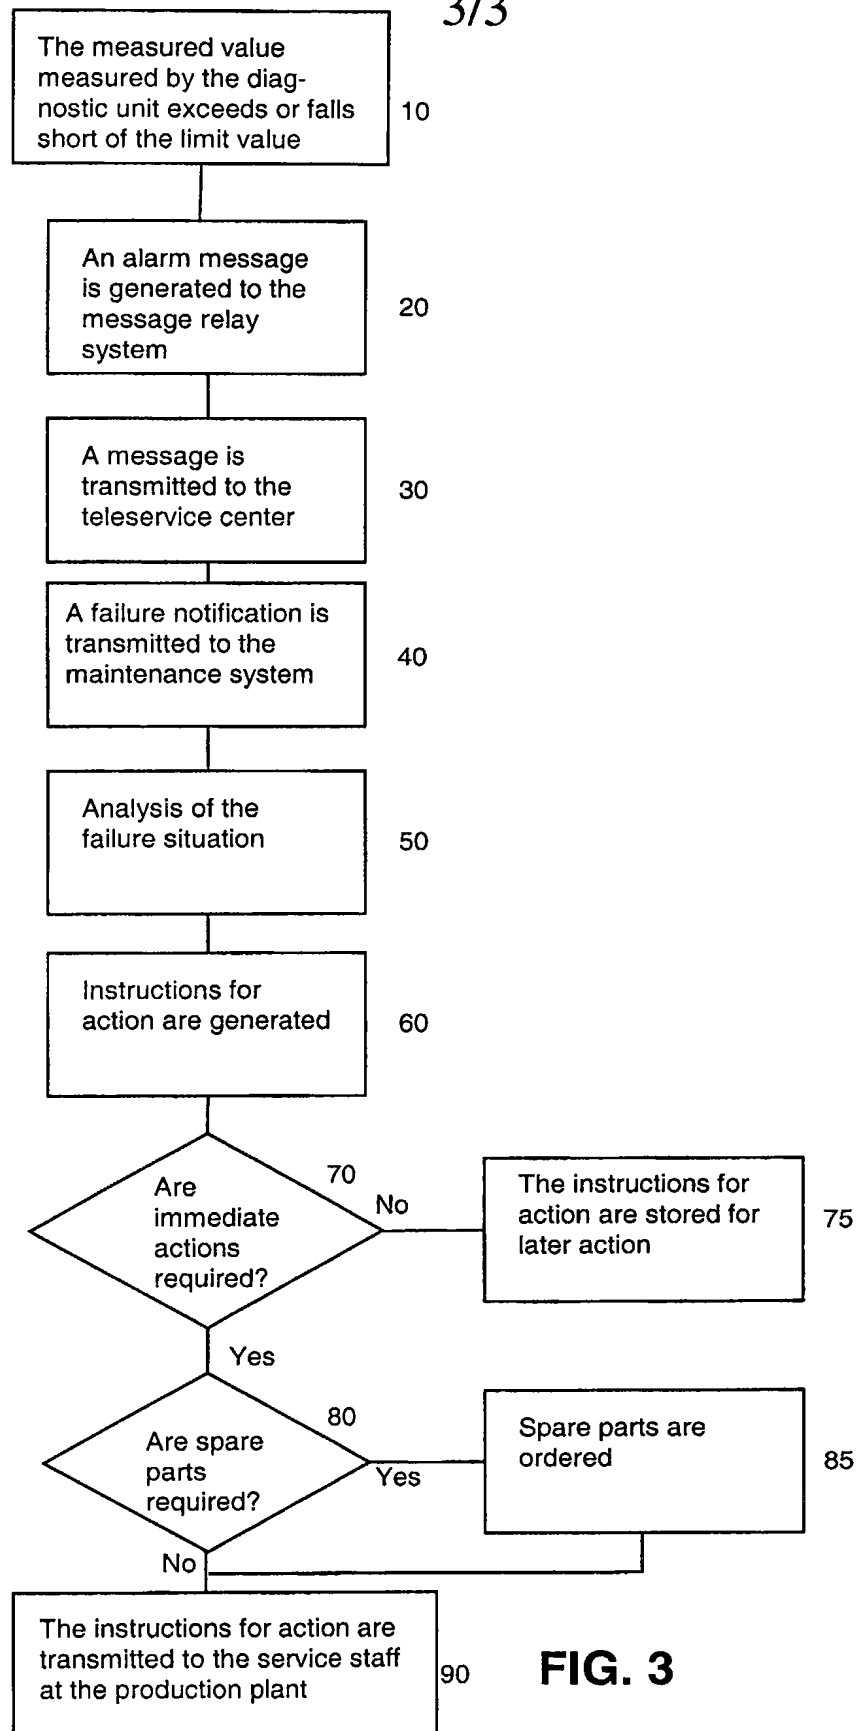 3/3
The measured value
measured by the diag-
nostic unit exceeds or falls
short of the limit value
10
An alarm message
is generated to the
message relay
system
20
A message is
transmitted to the
teleservice center
30
A failure notification is
transmitted to the
maintenance system
40
Analysis of the
failure situation
50
Instructions for
action are generated
60
70
Are
immediate
actions
required?
No
The instructions for
action are stored for
later action
75
Yes
80
Are spare
parts
required?
Yes
Spare parts are
ordered
85
No
The instructions for action are
transmitted to the service staff
at the production plant
90
FIG. 3